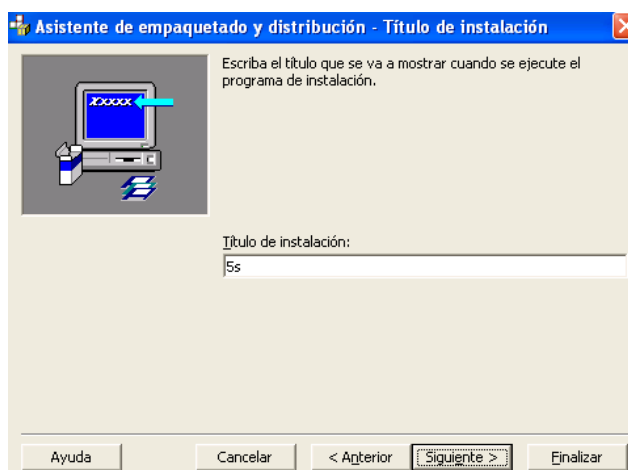 Asistente de empaquetado y distribución - Título de instalación
Escriba el título que se va a mostrar cuando se ejecute el
programa de instalación.
Xxxxx
Título de instalación:
5s
Ayuda
Cancelar
< Anterior
Siguiente >
Finalizar